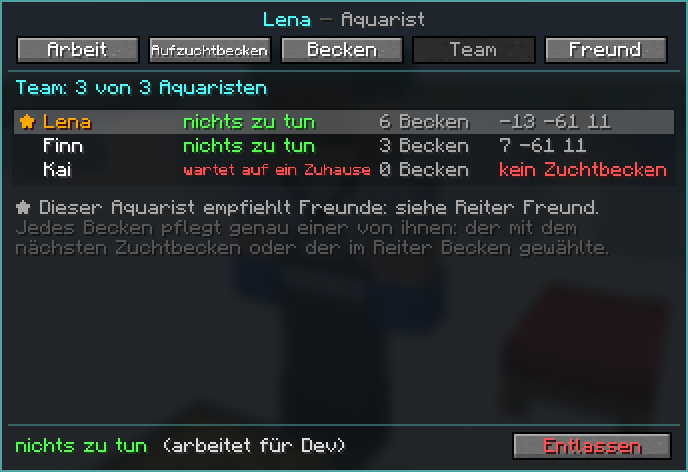 Lena – Aquarist
Arbeit Aufzuchtbecken Becken Team Freund
Team: 3 von 3 Aquaristen
Lena nichts zu tun 6 Becken -13 -61 11
Finn nichts zu tun 3 Becken 7 -61 11
Kai wartet auf ein Zuhause 0 Becken kein Zuchtbecken
Dieser Aquarist empfiehlt Freunde: siehe Reiter Freund.
Jedes Becken pflegt genau einer von ihnen: der mit dem
nächsten Zuchtbecken oder der im Reiter Becken gewählte.
nichts zu tun (arbeitet für Dev) Entlassen